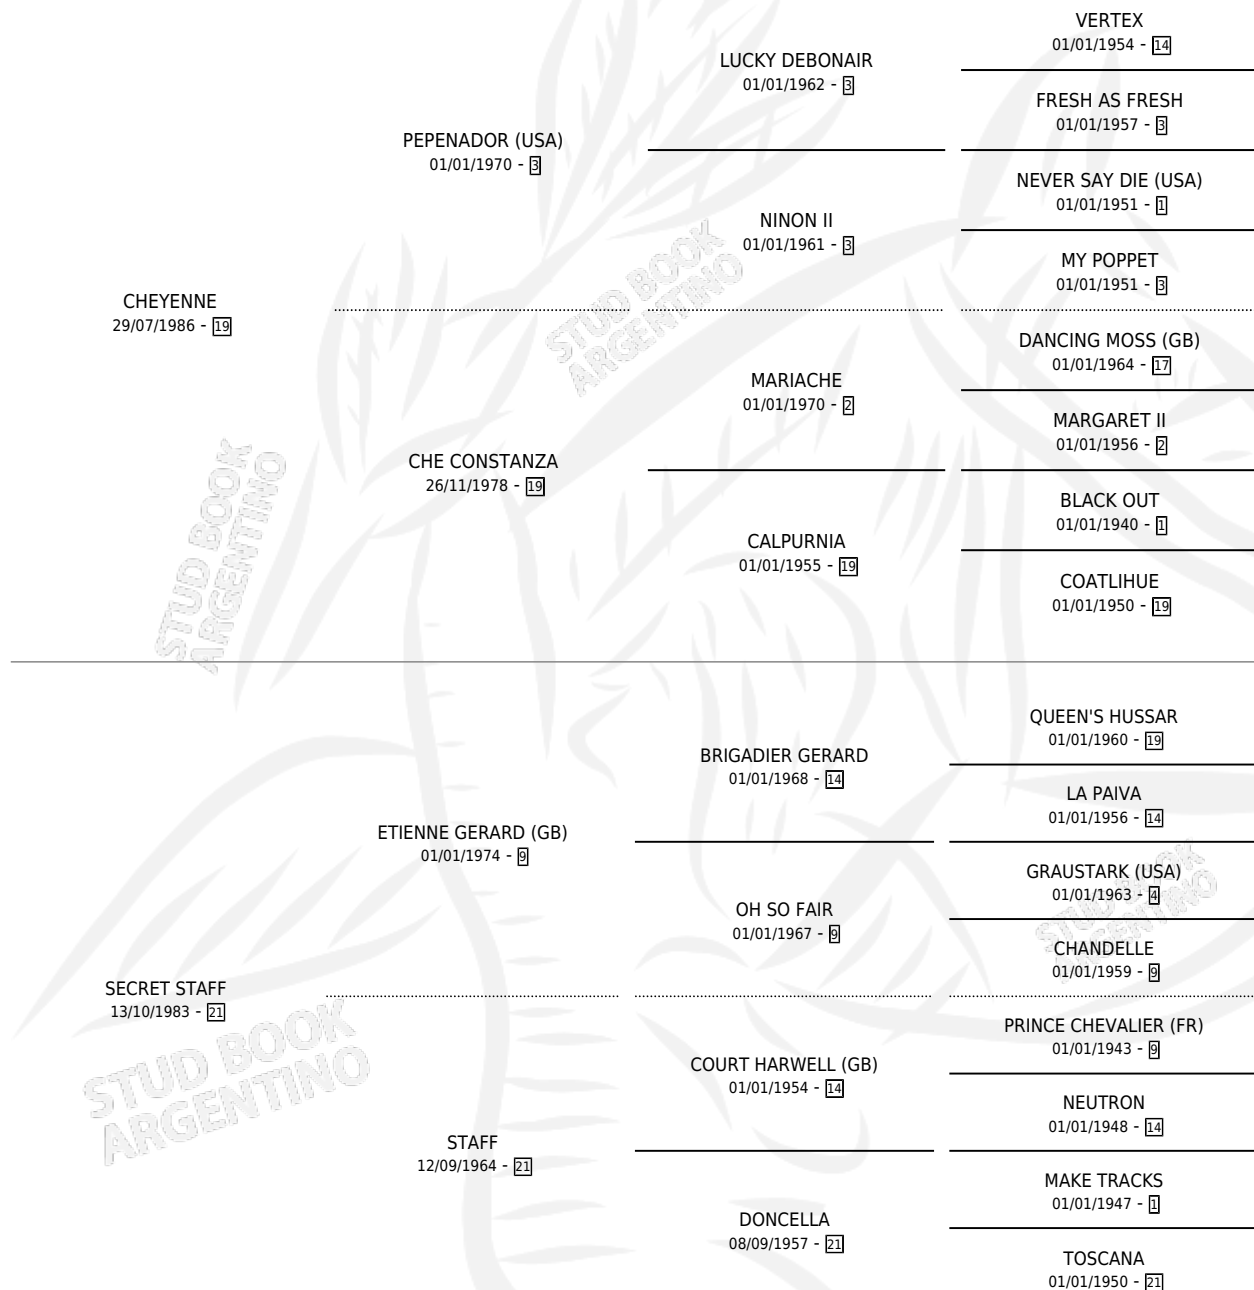 VERTEX
01/01/1954 - 14
LUCKY DEBONAIR
01/01/1962 - 3
FRESH AS FRESH
01/01/1957 - 3
PEPENADOR (USA)
01/01/1970 - 3
NEVER SAY DIE (USA)
01/01/1951 - 1
NINON II
01/01/1961 - 3
MY POPPET
01/01/1951 - 3
CHEYENNE
29/07/1986 - 19
DANCING MOSS (GB)
01/01/1964 - 17
MARIACHE
01/01/1970 - 2
MARGARET II
01/01/1956 - 2
CHE CONSTANZA
26/11/1978 - 19
BLACK OUT
01/01/1940 - 1
CALPURNIA
01/01/1955 - 19
COATLIHUE
01/01/1950 - 19
QUEEN'S HUSSAR
01/01/1960 - 19
BRIGADIER GERARD
01/01/1968 - 14
LA PAIVA
01/01/1956 - 14
ETIENNE GERARD (GB)
01/01/1974 - 9
GRAUSTARK (USA)
01/01/1963 - 4
OH SO FAIR
01/01/1967 - 9
CHANDELLE
01/01/1959 - 9
SECRET STAFF
13/10/1983 - 21
PRINCE CHEVALIER (FR)
01/01/1943 - 9
COURT HARWELL (GB)
01/01/1954 - 14
NEUTRON
01/01/1948 - 14
STAFF
12/09/1964 - 21
MAKE TRACKS
01/01/1947 - 1
DONCELLA
08/09/1957 - 21
TOSCANA
01/01/1950 - 21
STUD BOOK
ARGENTINO
STUD BOOK
ARGENTINO
STUD BOOK
ARGENTINO
STUD BOOK
ARGENTINO